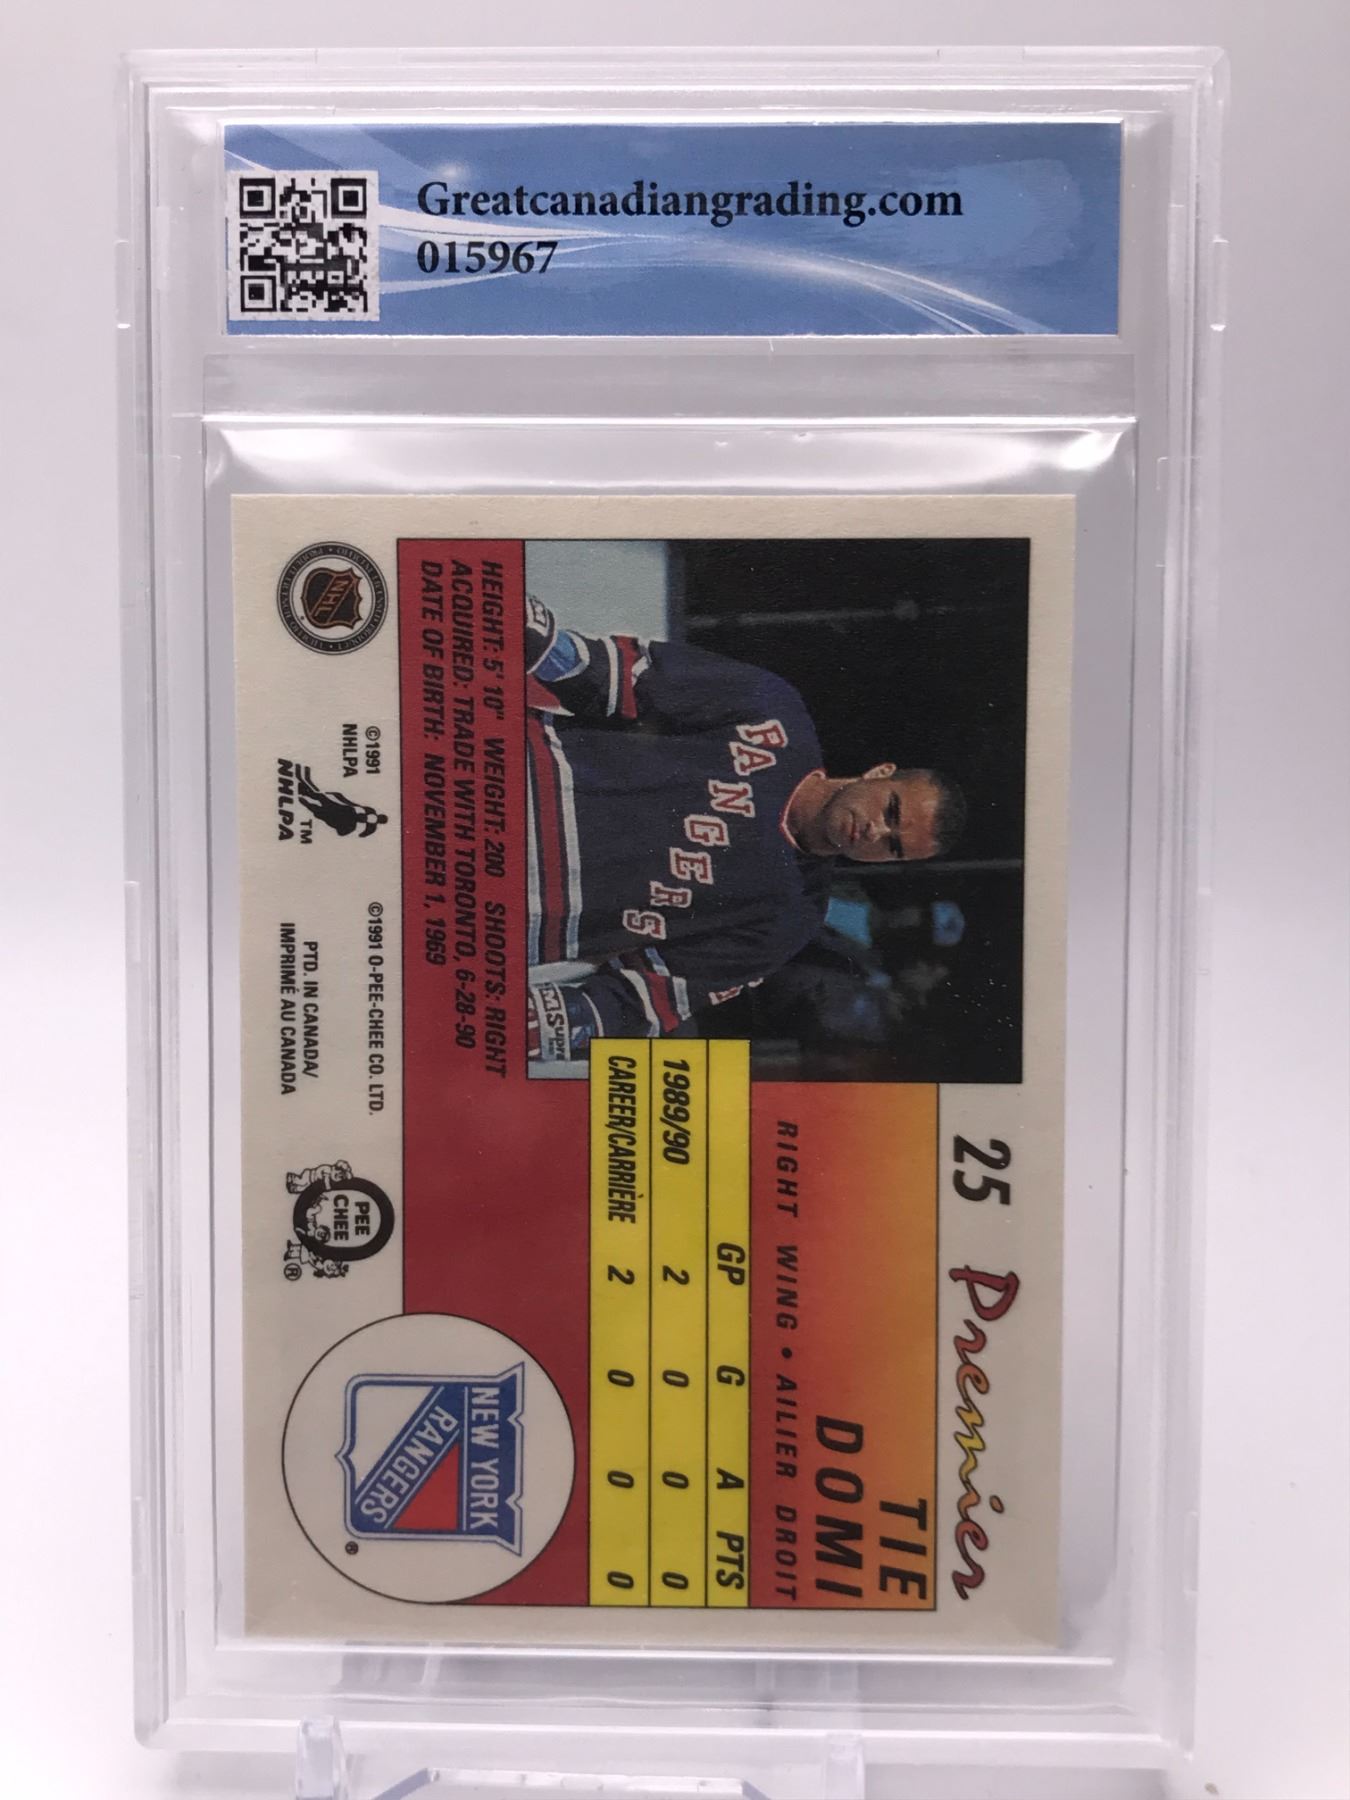 Greatcanadiangrading.com
015967
25 Premier
TIE
DOMI
RIGHT WING • AILIER DROIT
GP G A PTS
1989/90 2 0 0 0
CAREER/CARRIÈRE 2 0 0 0
RANGERS
HEIGHT: 5' 10" WEIGHT: 200 SHOOTS: RIGHT
ACQUIRED: TRADE WITH TORONTO, 6-28-90
DATE OF BIRTH: NOVEMBER 1, 1969
NEW YORK
RANGERS
®
NHL
©1991
NHLPA
NHLPA
TM
©1991 O-PEE-CHEE CO. LTD.
PTD. IN CANADA/
IMPRIMÉ AU CANADA
O
PEE
CHEE
®